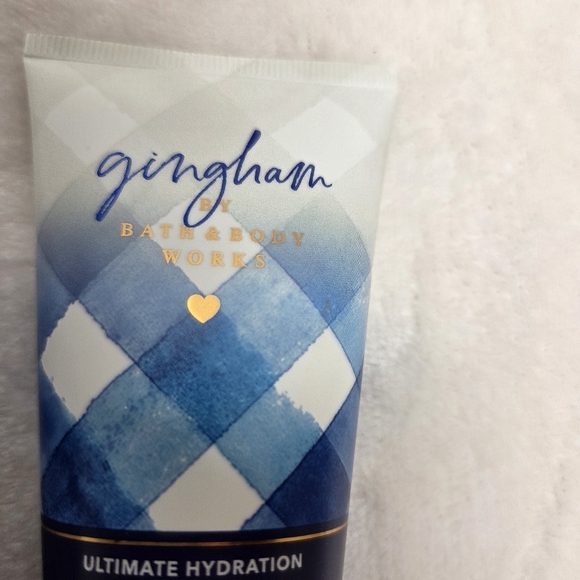 gingham
BY
BATH & BODY
WORKS
ULTIMATE HYDRATION